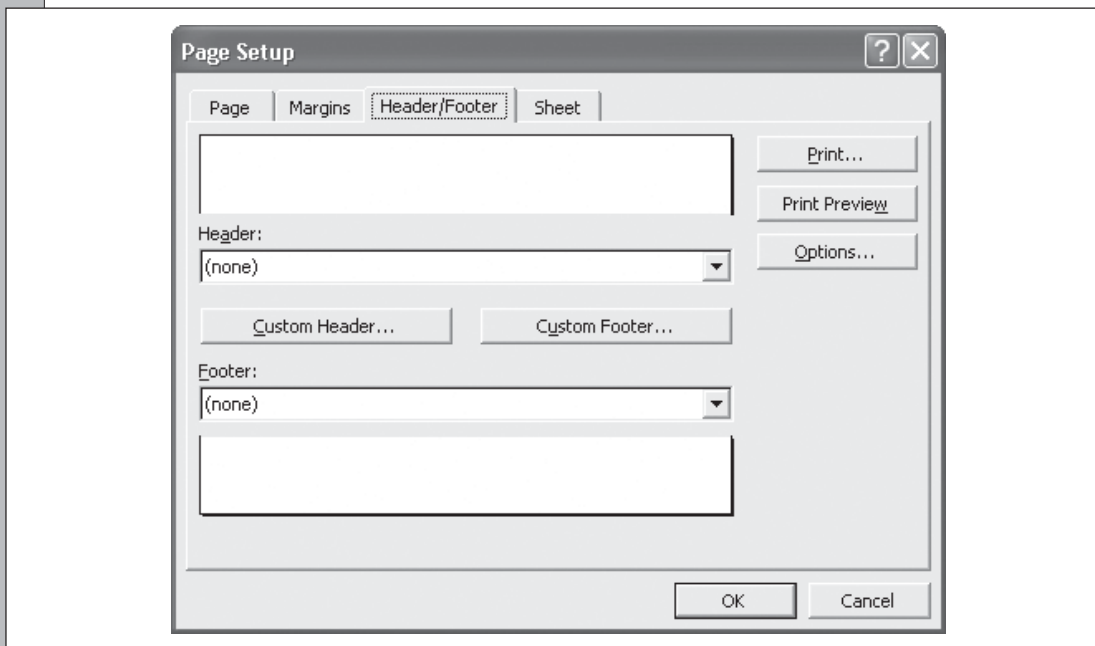 Page Setup
Page Margins Header/Footer Sheet
Print...
Print Preview
Header:
(none)
Options...
Custom Header... Custom Footer...
Footer:
(none)
OK Cancel